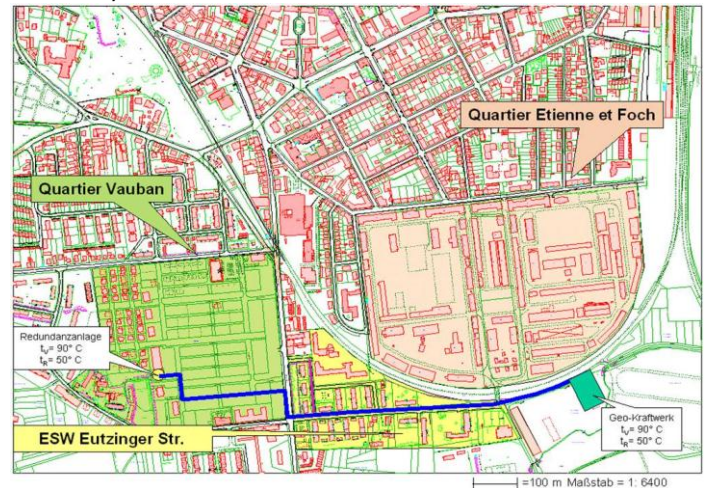 Quartier Etienne et Foch
Quartier Vauban
Redundanzanlage
tV= 90° C
tR= 50° C
ESW Eutzinger Str.
Geo-Kraftwerk
tV= 90° C
tR= 50° C
=100 m Maßstab = 1: 6400